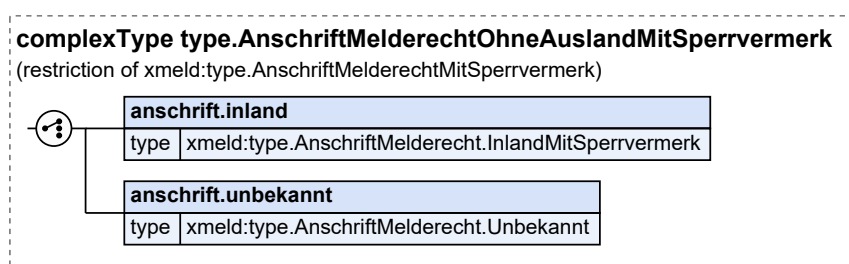 complexType type.AnschriftMelderechtOhneAuslandMitSperrvermerk
(restriction of xmeld:type.AnschriftMelderechtMitSperrvermerk)
anschrift.inland
type xmeld:type.AnschriftMelderecht.InlandMitSperrvermerk
anschrift.unbekannt
type xmeld:type.AnschriftMelderecht.Unbekannt